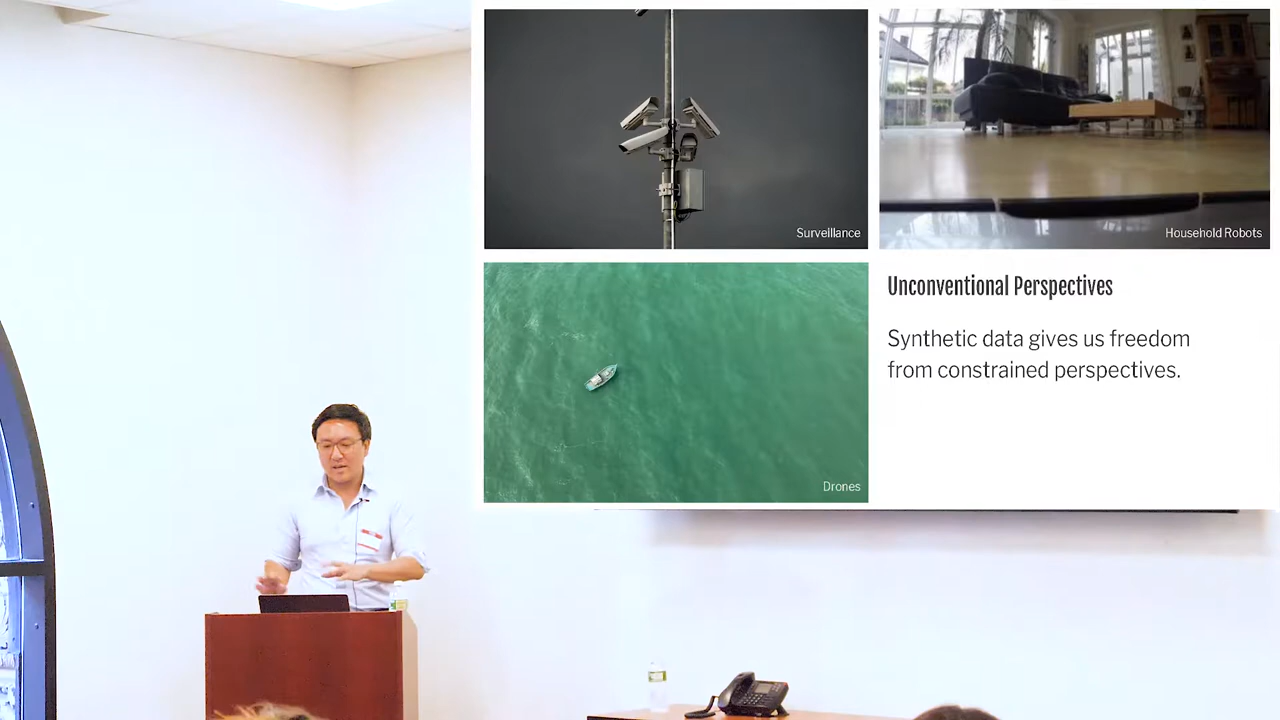 Surveillance
Household Robots
Drones
Unconventional Perspectives
Synthetic data gives us freedom
from constrained perspectives.